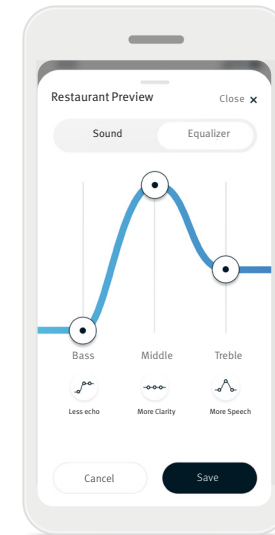 Restaurant Preview Close ×
Sound Equalizer
Bass Middle Treble
Less echo More Clarity More Speech
Cancel Save